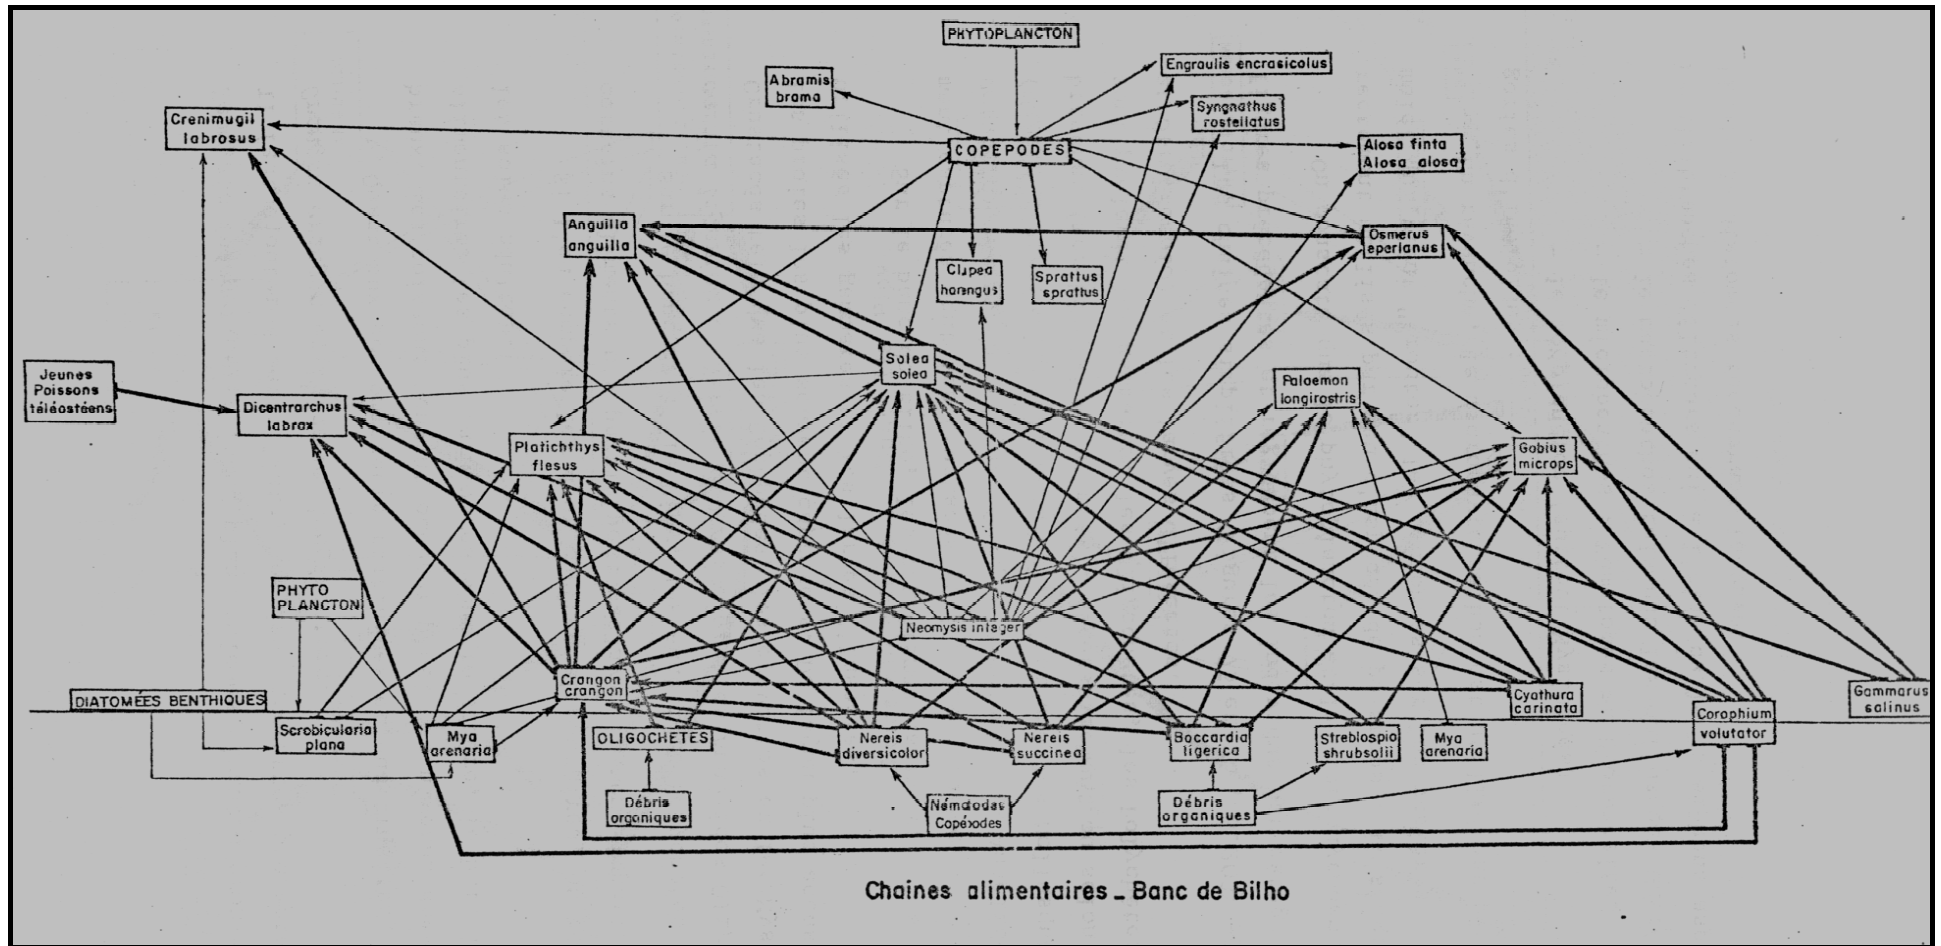 PHYTOPLANCTON
Engraulis encrasicolus
Abramis
brama
Syngnathus
rostellatus
Crenimugil
labrosus
COPEPODES
Alosa finta
Alosa alosa
Anguilla
anguilla
Osmerus
eperlanus
Clupea
harengus
Sprattus
sprattus
Solea
solea
Jeunes
Poissons
téléostéens
Palaemon
longirostris
Dicentrarchus
labrax
Platichthys
flesus
Gobius
microps
PHYTO
PLANCTON
Neomysis integer
Crangon
crangon
DIATOMÉES BENTHIQUES
Cyathura
carinata
Gammarus
salinus
Scrobicularia
plana
Mya
arenaria
OLIGOCHETES
Nereis
diversicolor
Nereis
succinea
Boccardia
ligerica
Streblospio
shrubsolii
Mya
arenaria
Corophium
volutator
Débris
organiques
Nématodes
Copépodes
Débris
organiques
Chaines alimentaires _ Banc de Bilho